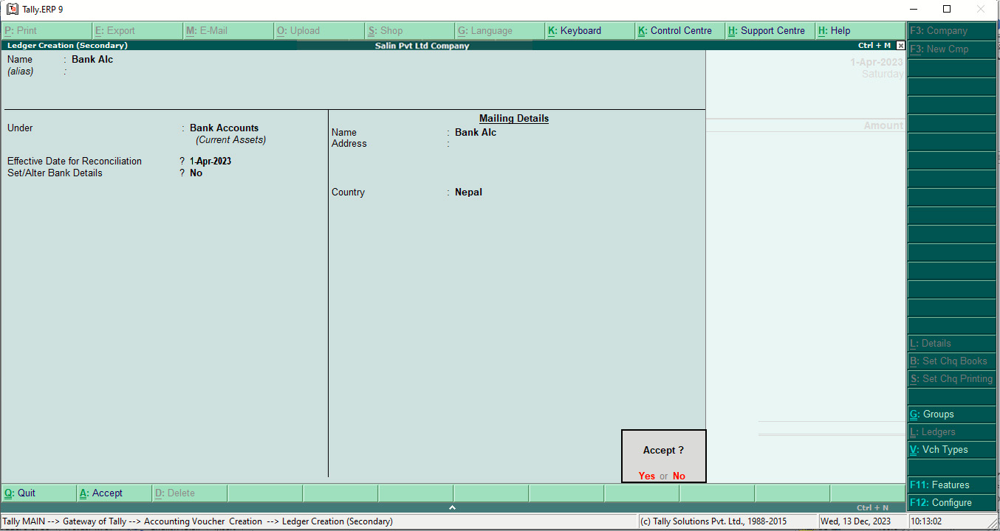 Tally.ERP 9
P: Print E: Export M: E-Mail O: Upload S: Shop G: Language K: Keyboard K: Control Centre H: Support Centre H: Help
Ledger Creation (Secondary) Salin Pvt Ltd Company Ctrl + M
Name : Bank Alc
(alias) :
Under : Bank Accounts
(Current Assets)
Effective Date for Reconciliation ? 1-Apr-2023
Set/Alter Bank Details ? No
Mailing Details
Name : Bank Alc
Address :
Country : Nepal
1-Apr-2023
Saturday
Amount
Accept ?
Yes or No
F3: Company
F3: New Cmp
L: Details
B: Set Chq Books
S: Set Chq Printing
G: Groups
L: Ledgers
V: Vch Types
F11: Features
F12: Configure
Q: Quit A: Accept D: Delete
Ctrl + N
Tally MAIN --> Gateway of Tally --> Accounting Voucher Creation --> Ledger Creation (Secondary) (c) Tally Solutions Pvt. Ltd., 1988-2015 Wed, 13 Dec, 2023 10:13:02